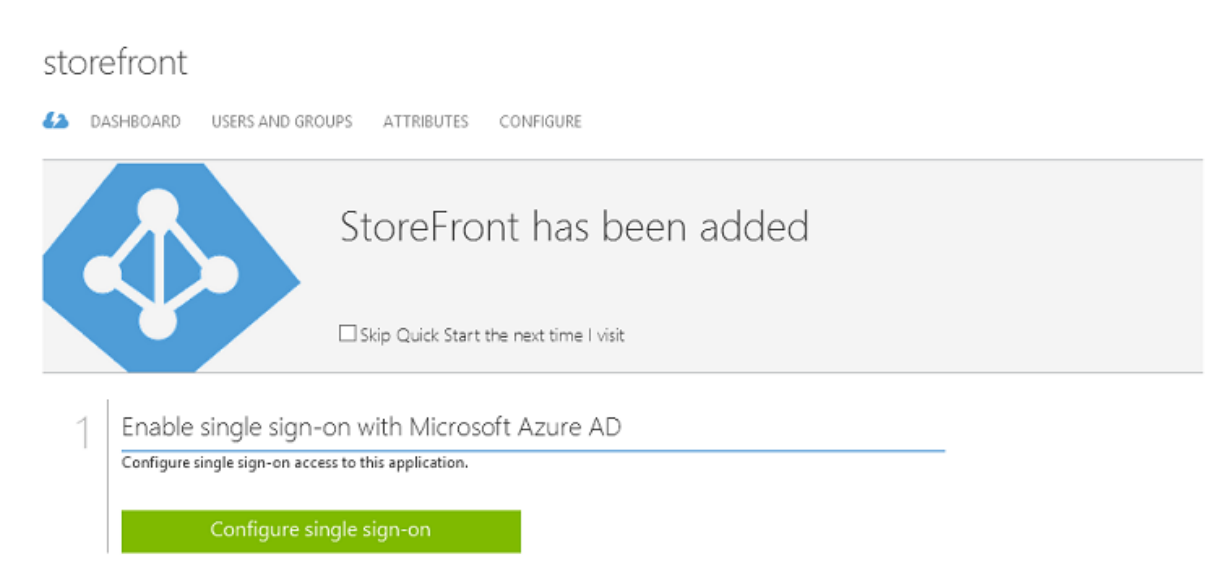 storefront
DASHBOARD USERS AND GROUPS ATTRIBUTES CONFIGURE
StoreFront has been added
Skip Quick Start the next time I visit
1 Enable single sign-on with Microsoft Azure AD
Configure single sign-on access to this application.
Configure single sign-on